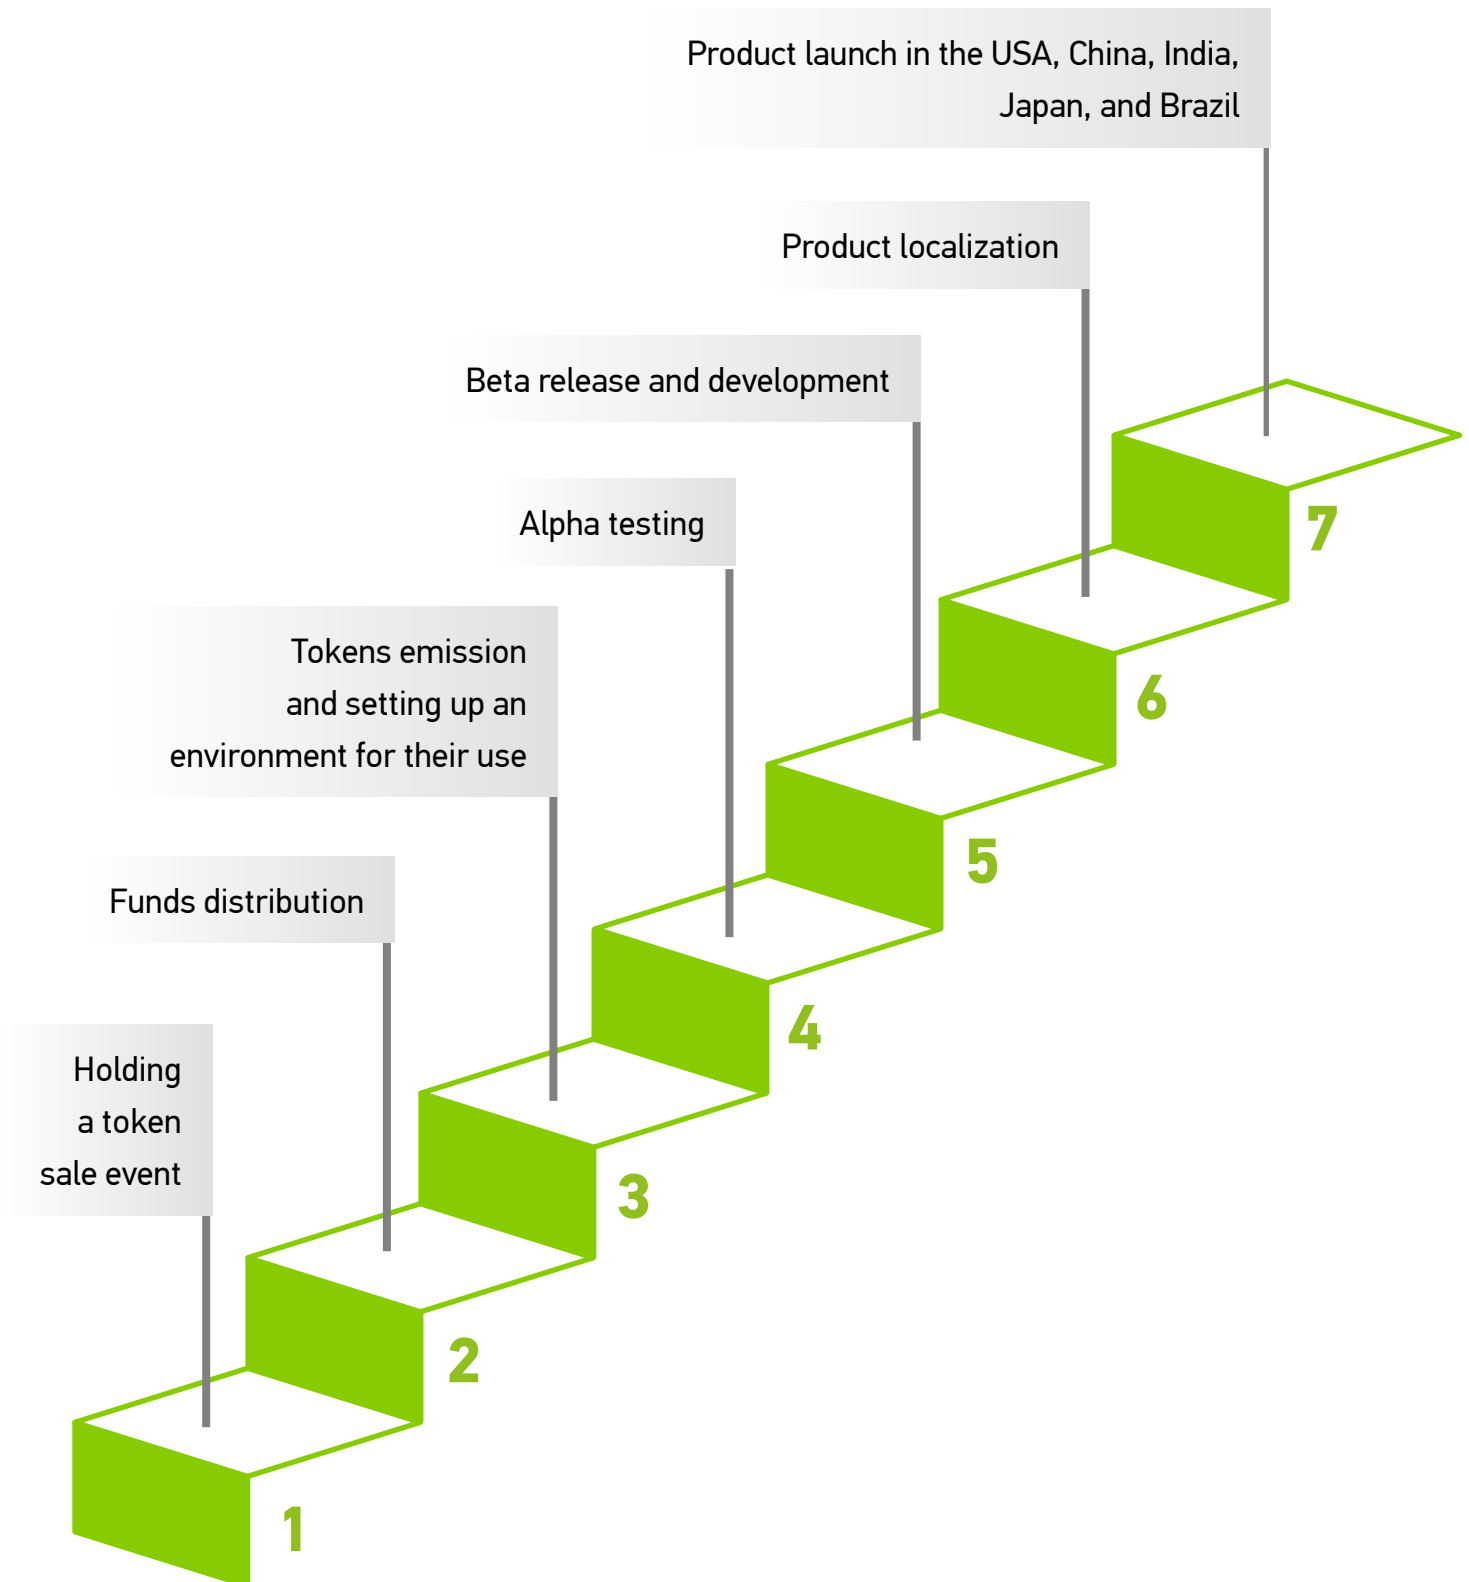 Product launch in the USA, China, India,
Japan, and Brazil
Product localization
Beta release and development
Alpha testing
Tokens emission
and setting up an
environment for their use
Funds distribution
Holding
a token
sale event
7
6
5
4
3
2
1